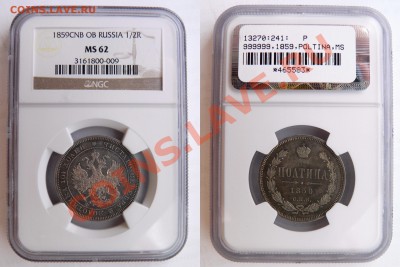 1859CNB OB RUSSIA 1/2R
MS 62
3161800-009
NGC
13270:241: P
999999.1859.POLTINA.MS
*465583*
ПОЛТИНА
1859
COINS.LAVE.RU
COINS.LAVE.RU